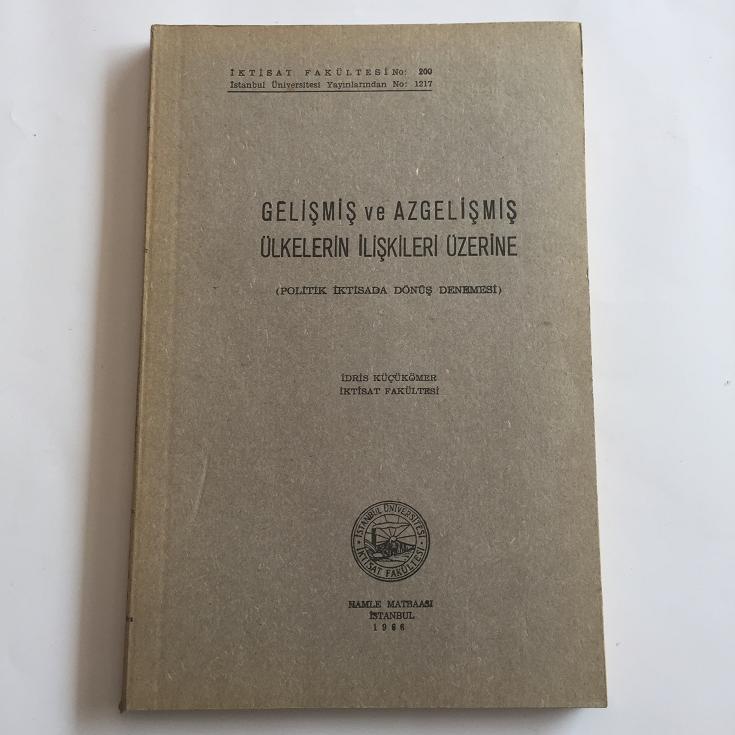 İKTİSAT FAKÜLTESİ No: 200
İstanbul Üniversitesi Yayınlarından No: 1217
GELİŞMİŞ ve AZGELİŞMİŞ
ÜLKELERİN İLİŞKİLERİ ÜZERİNE
(POLİTİK İKTİSADA DÖNÜŞ DENEMESİ)
İDRİS KÜÇÜKÖMER
İKTİSAT FAKÜLTESİ
İSTANBUL ÜNİVERSİTESİ
İKTİSAT FAKÜLTESİ
HAMLE MATBAASI
İSTANBUL
1966